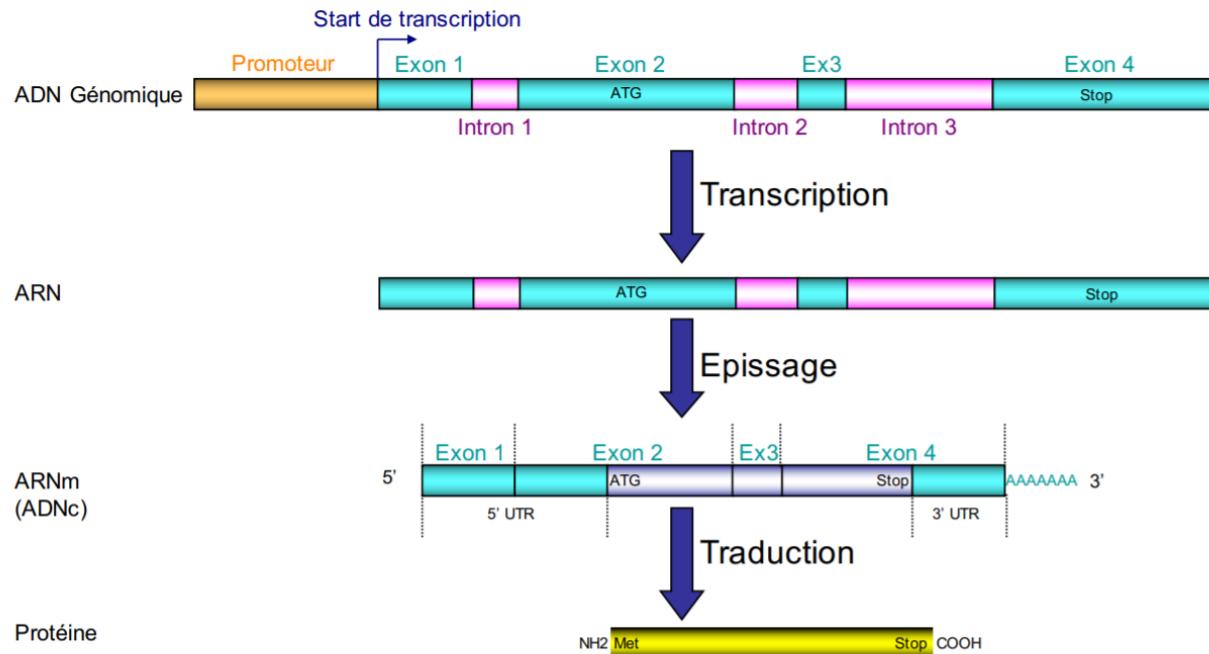 Start de transcription
Promoteur Exon 1 Exon 2 Ex3 Exon 4
ADN Génomique ATG Stop
Intron 1 Intron 2 Intron 3
Transcription
ARN ATG Stop
Epissage
Exon 1 Exon 2 Ex3 Exon 4
5' ATG Stop AAAAAAA 3'
ARNm
(ADNc)
5' UTR 3' UTR
Traduction
Protéine NH2 Met Stop COOH